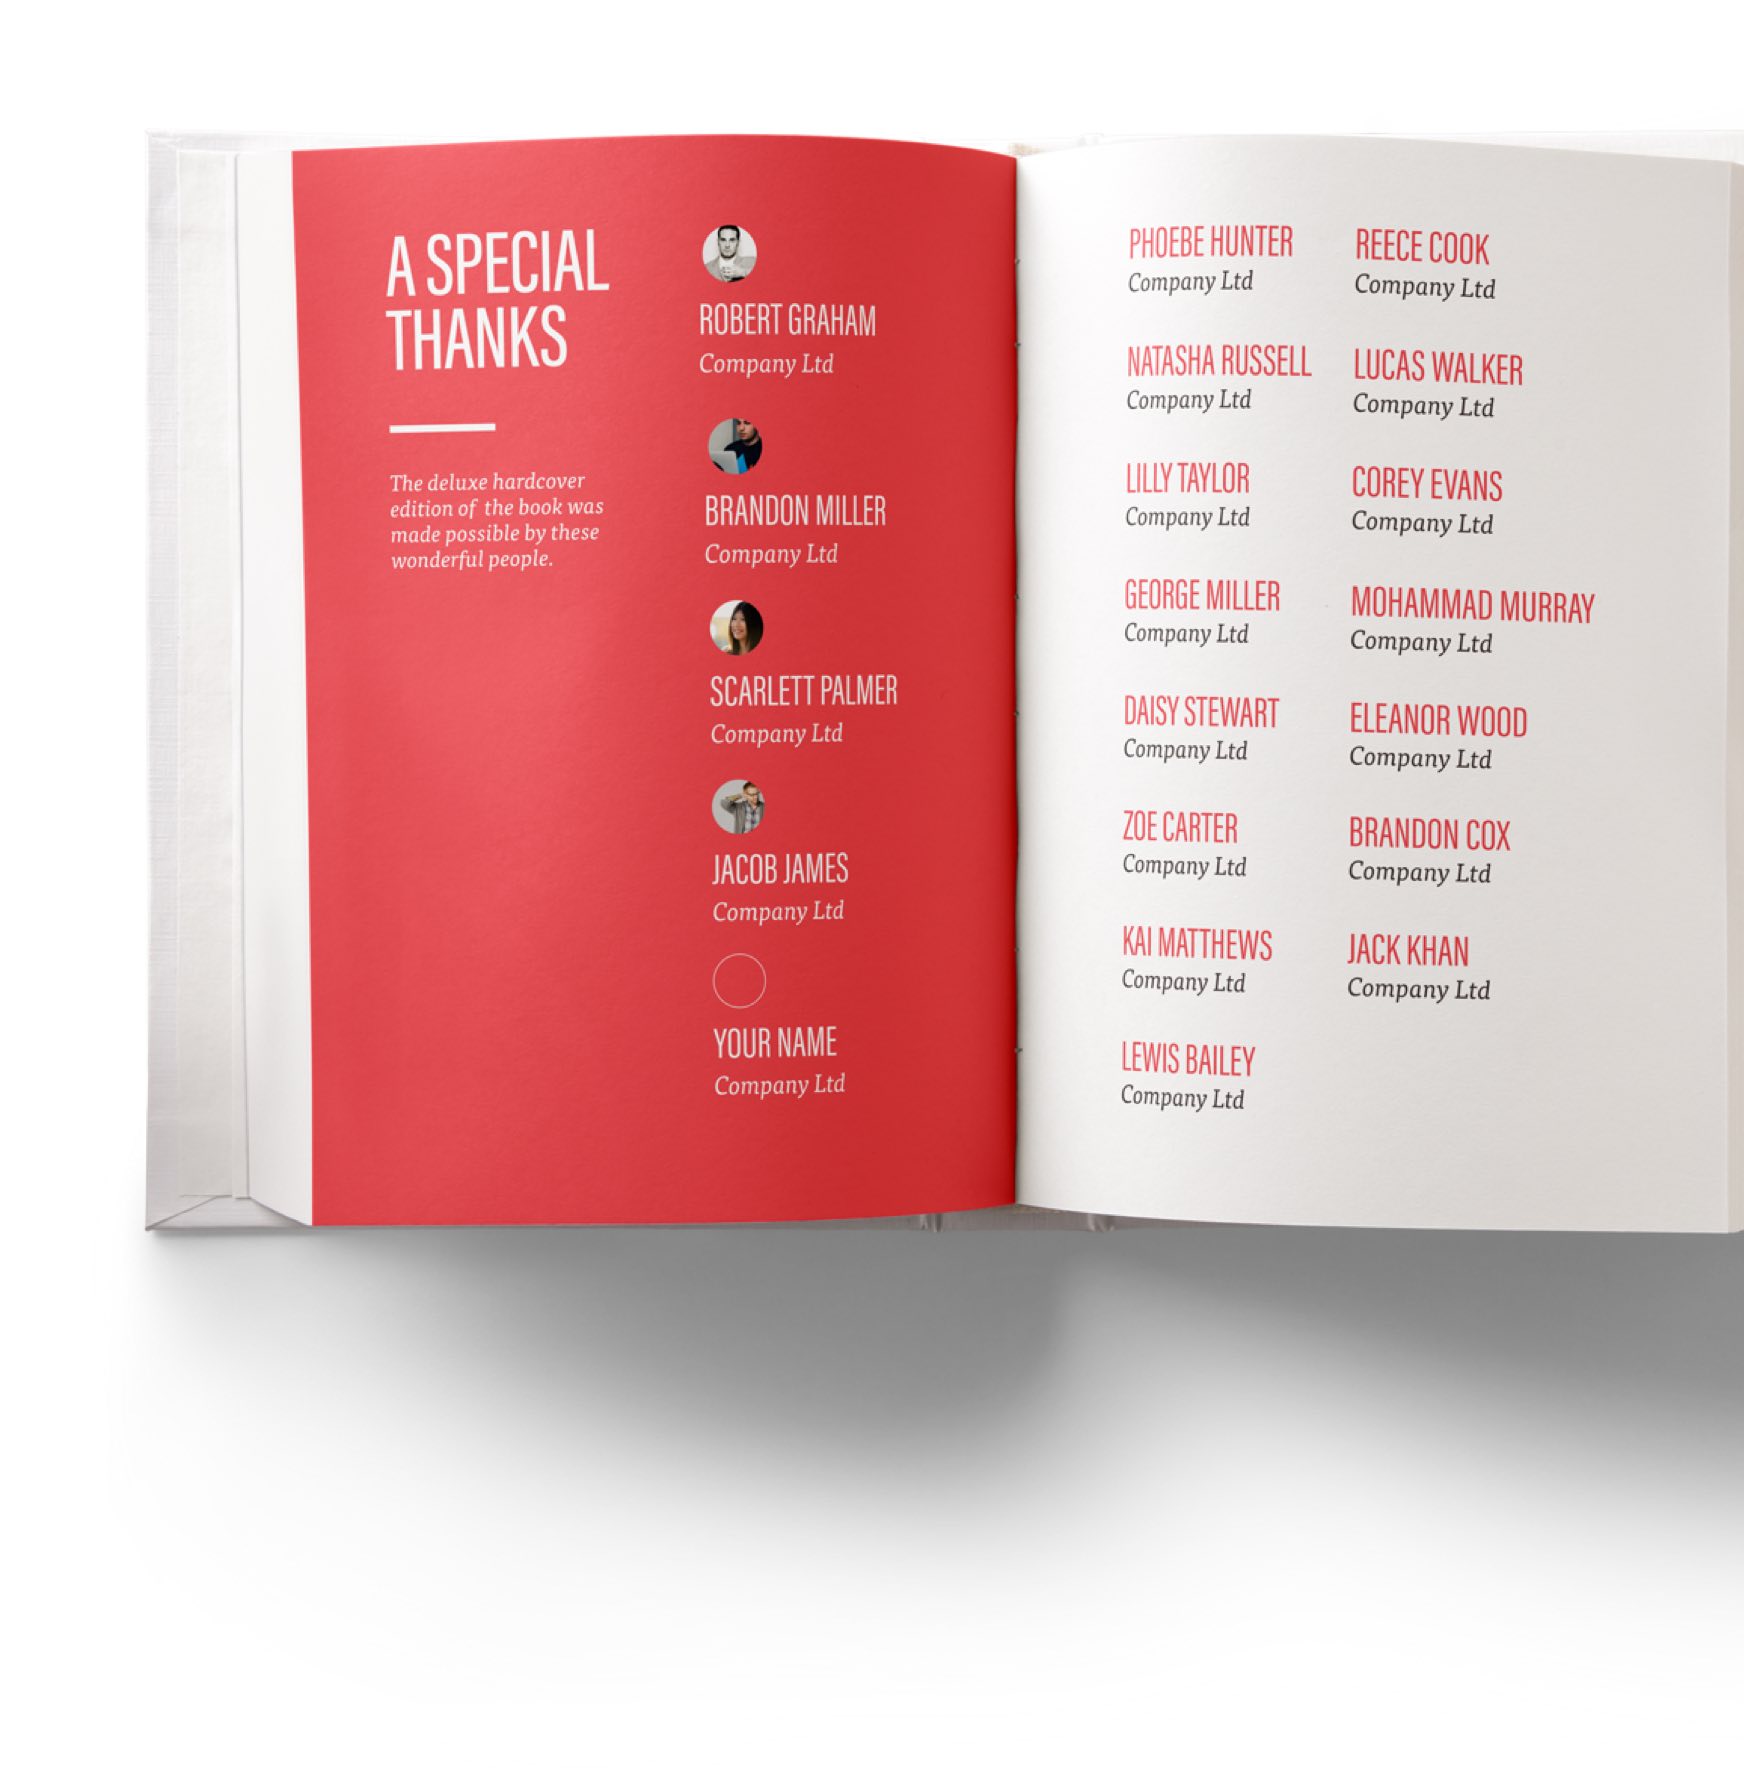 A SPECIAL
THANKS
The deluxe hardcover
edition of the book was
made possible by these
wonderful people.
ROBERT GRAHAM
Company Ltd
BRANDON MILLER
Company Ltd
SCARLETT PALMER
Company Ltd
JACOB JAMES
Company Ltd
YOUR NAME
Company Ltd
PHOEBE HUNTER
Company Ltd
NATASHA RUSSELL
Company Ltd
LILLY TAYLOR
Company Ltd
GEORGE MILLER
Company Ltd
DAISY STEWART
Company Ltd
ZOE CARTER
Company Ltd
KAI MATTHEWS
Company Ltd
LEWIS BAILEY
Company Ltd
REECE COOK
Company Ltd
LUCAS WALKER
Company Ltd
COREY EVANS
Company Ltd
MOHAMMAD MURRAY
Company Ltd
ELEANOR WOOD
Company Ltd
BRANDON COX
Company Ltd
JACK KHAN
Company Ltd